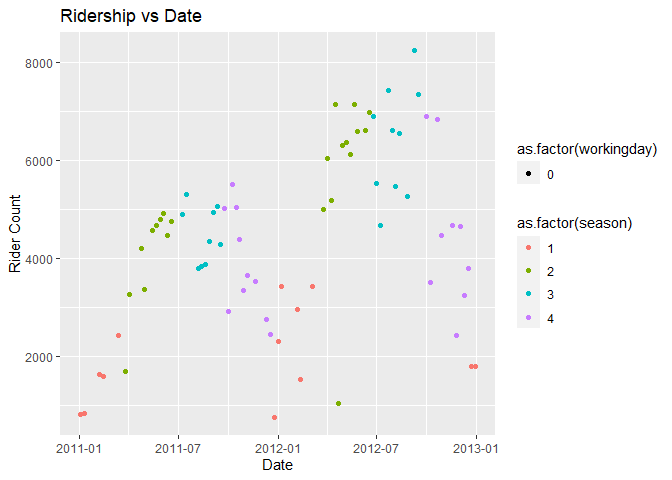 Ridership vs Date
8000
6000
4000
2000
Rider Count
2011-01 2011-07 2012-01 2012-07 2013-01
Date
as.factor(workingday)
0
as.factor(season)
1
2
3
4